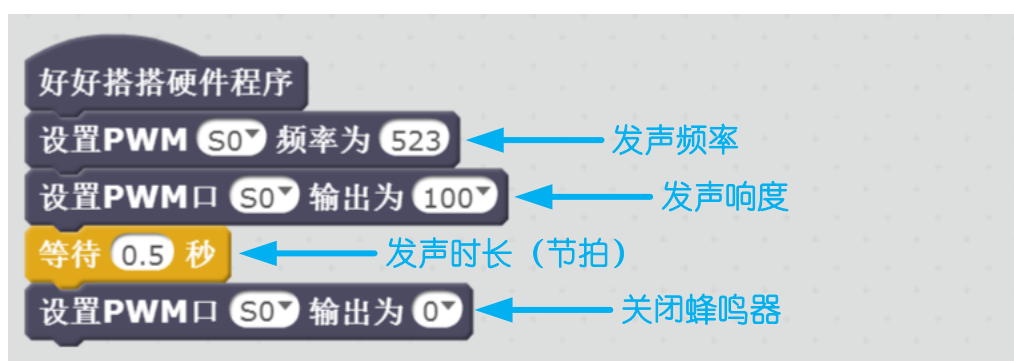 好好搭搭硬件程序
设置PWM S0 频率为 523 发声频率
设置PWM口 S0 输出为 100 发声响度
等待 0.5 秒 发声时长（节拍）
设置PWM口 S0 输出为 0 关闭蜂鸣器